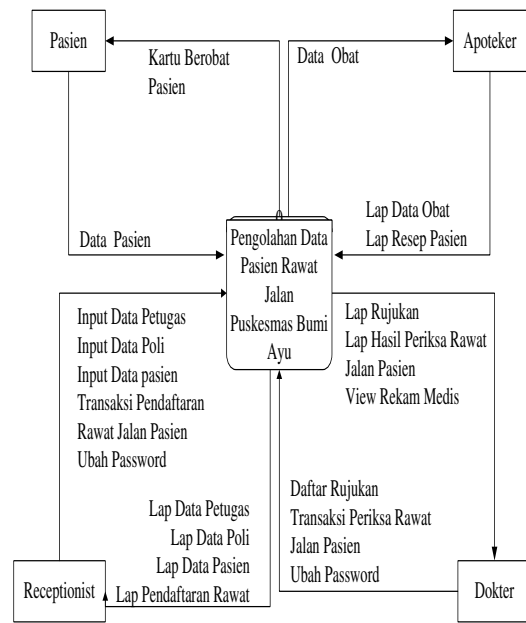 Pasien
Kartu Berobat
Pasien
Data Obat
Apoteker
Data Pasien
Pengolahan Data
Pasien Rawat
Jalan
Puskesmas Bumi
Ayu
Lap Data Obat
Lap Resep Pasien
Input Data Petugas
Input Data Poli
Input Data pasien
Transaksi Pendaftaran
Rawat Jalan Pasien
Ubah Password
Lap Rujukan
Lap Hasil Periksa Rawat
Jalan Pasien
View Rekam Medis
Lap Data Petugas
Lap Data Poli
Lap Data Pasien
Lap Pendaftaran Rawat
Daftar Rujukan
Transaksi Periksa Rawat
Jalan Pasien
Ubah Password
Receptionist
Dokter